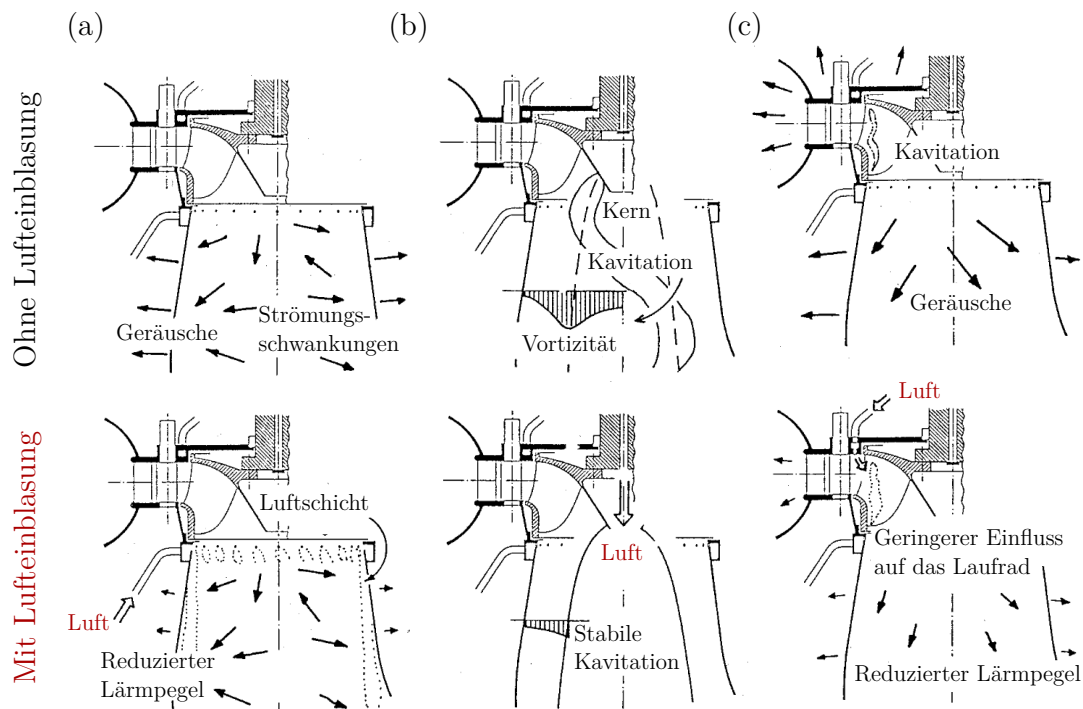 (a)
(b)
(c)
Ohne Lufteinblasung
Geräusche
Strömungs-
schwankungen
Kern
Kavitation
Vortizität
Kavitation
Geräusche
Mit Lufteinblasung
Luftschicht
Luft
Reduzierter
Lärmpegel
Luft
Stabile
Kavitation
Luft
Geringerer Einfluss
auf das Laufrad
Reduzierter Lärmpegel